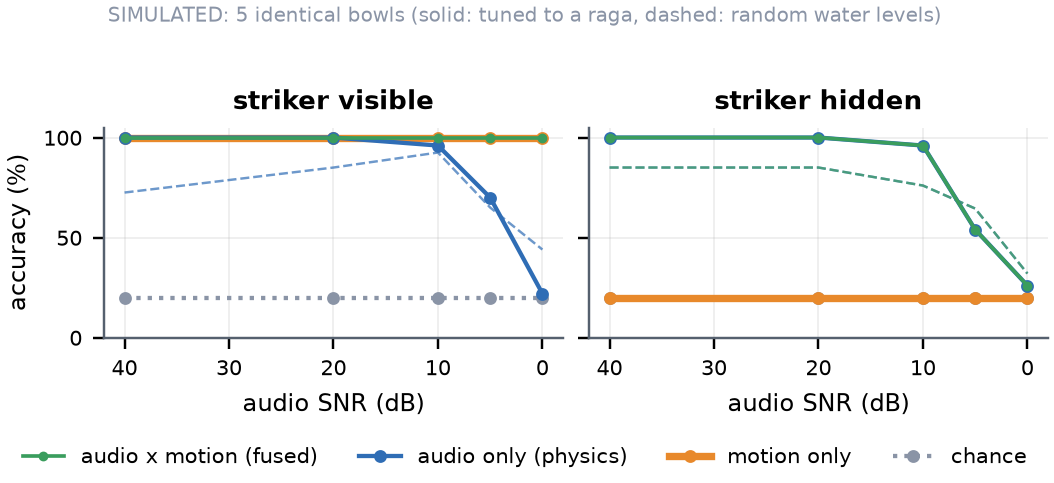 SIMULATED: 5 identical bowls (solid: tuned to a raga, dashed: random water levels)
striker visible
striker hidden
accuracy (%)
100
50
0
40 30 20 10 0
40 30 20 10 0
audio SNR (dB)
audio SNR (dB)
audio x motion (fused) audio only (physics) motion only chance